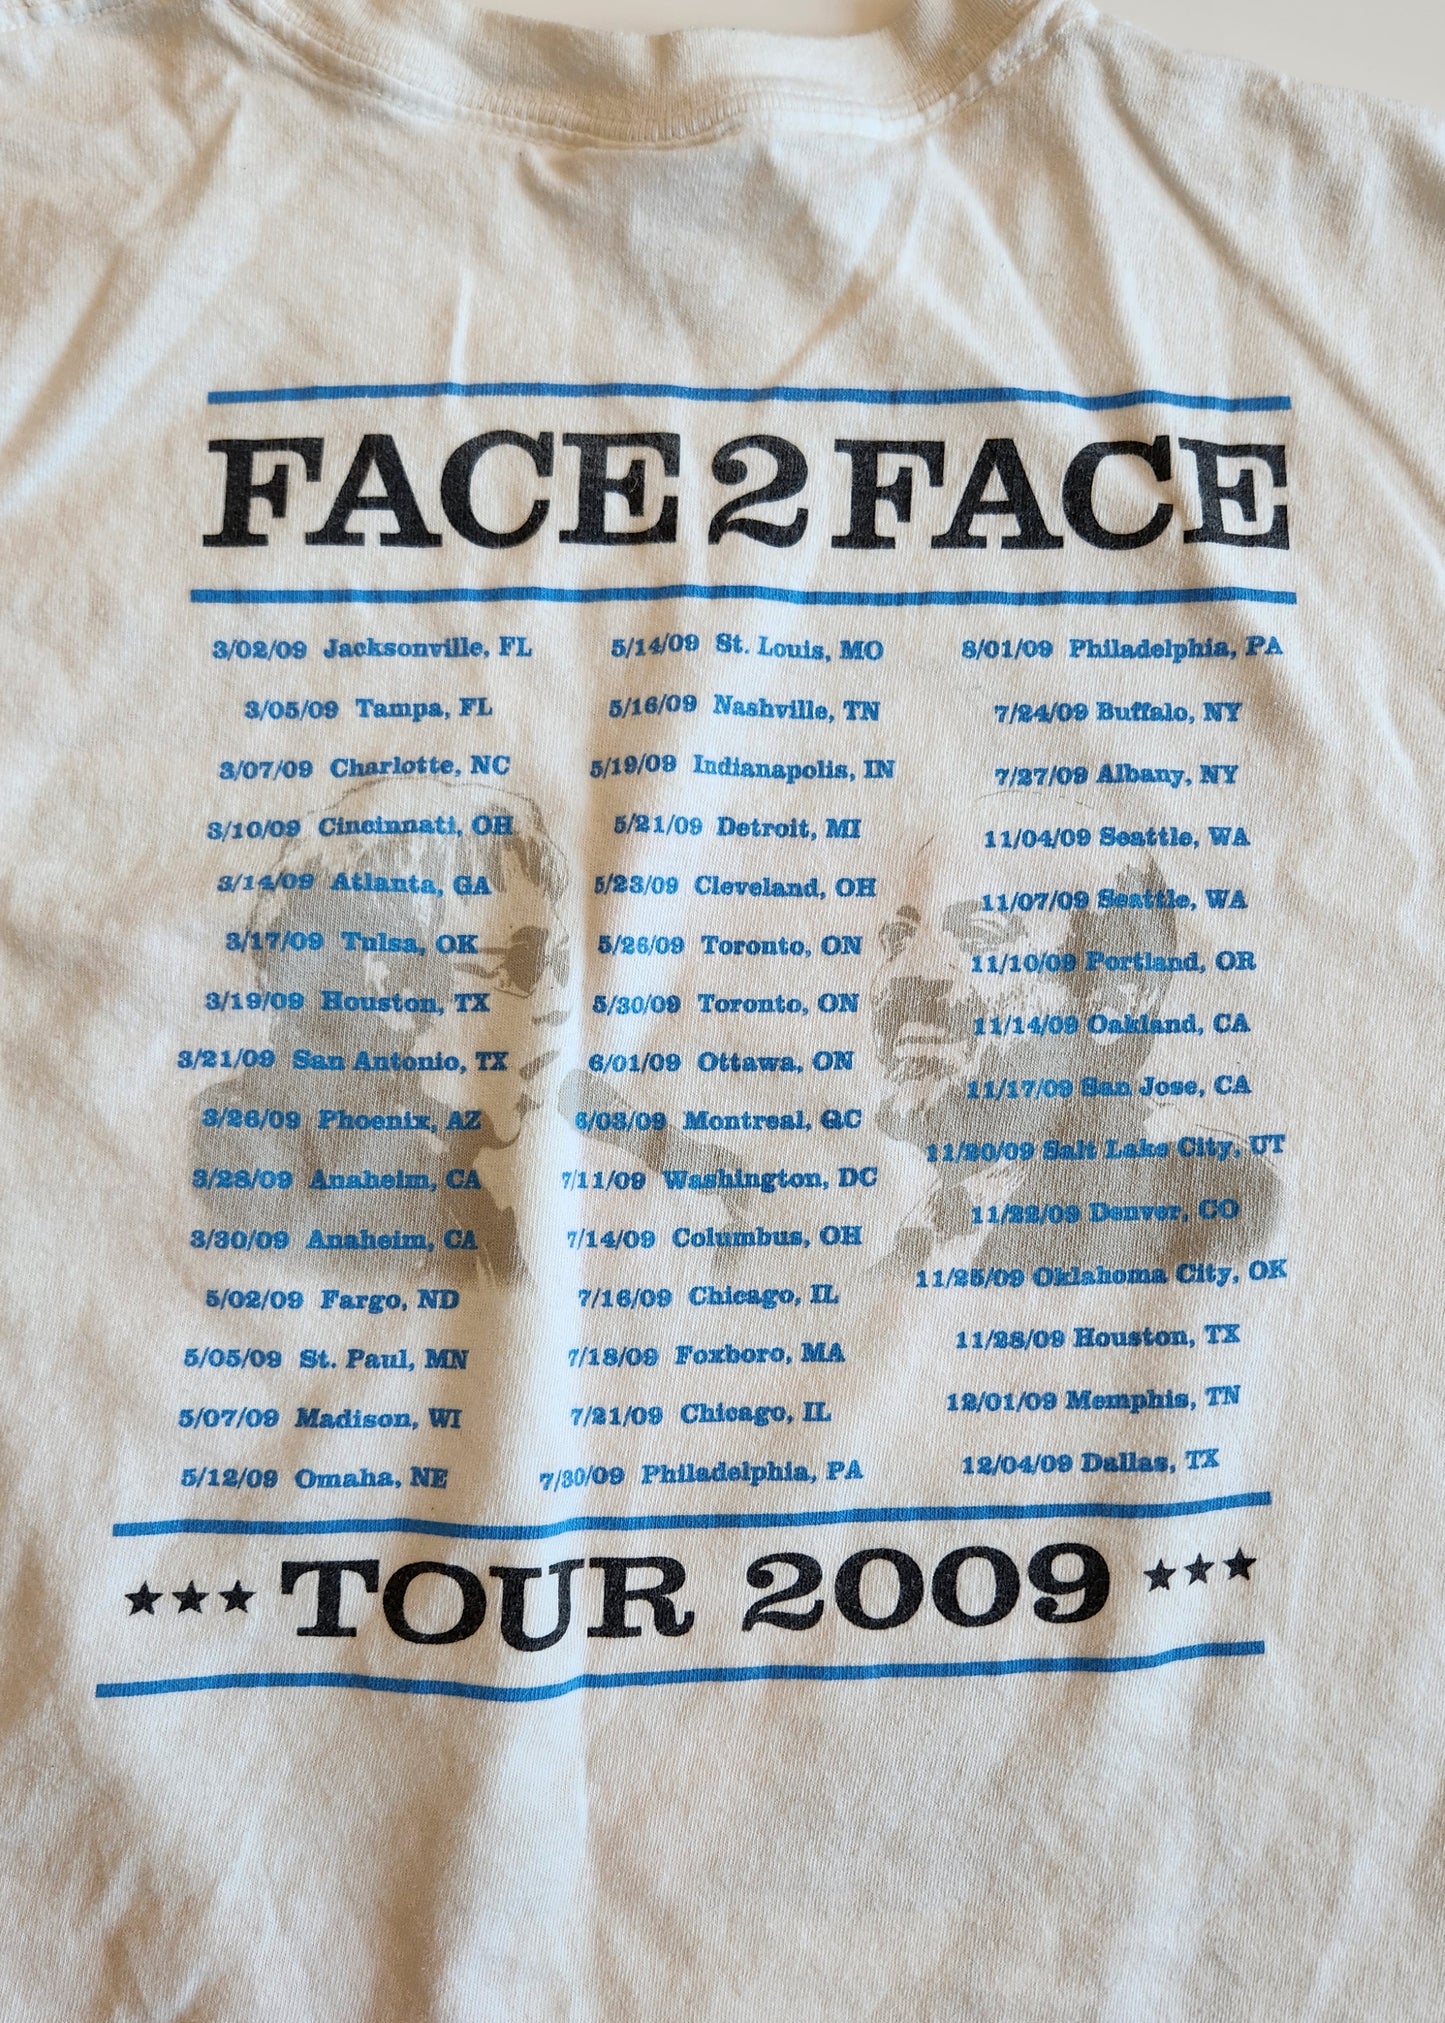 FACE 2 FACE
3/02/09 Jacksonville, FL
3/05/09 Tampa, FL
3/07/09 Charlotte, NC
3/10/09 Cincinnati, OH
3/14/09 Atlanta, GA
3/17/09 Tulsa, OK
3/19/09 Houston, TX
3/21/09 San Antonio, TX
3/26/09 Phoenix, AZ
3/28/09 Anaheim, CA
3/30/09 Anaheim, CA
5/02/09 Fargo, ND
5/05/09 St. Paul, MN
5/07/09 Madison, WI
5/12/09 Omaha, NE
5/14/09 St. Louis, MO
5/16/09 Nashville, TN
5/19/09 Indianapolis, IN
5/21/09 Detroit, MI
5/23/09 Cleveland, OH
5/26/09 Toronto, ON
5/30/09 Toronto, ON
6/01/09 Ottawa, ON
6/03/09 Montreal, QC
7/11/09 Washington, DC
7/14/09 Columbus, OH
7/16/09 Chicago, IL
7/18/09 Foxboro, MA
7/21/09 Chicago, IL
7/30/09 Philadelphia, PA
8/01/09 Philadelphia, PA
7/24/09 Buffalo, NY
7/27/09 Albany, NY
11/04/09 Seattle, WA
11/07/09 Seattle, WA
11/10/09 Portland, OR
11/14/09 Oakland, CA
11/17/09 San Jose, CA
11/20/09 Salt Lake City, UT
11/22/09 Denver, CO
11/25/09 Oklahoma City, OK
11/28/09 Houston, TX
12/01/09 Memphis, TN
12/04/09 Dallas, TX
★★★ TOUR 2009 ★★★